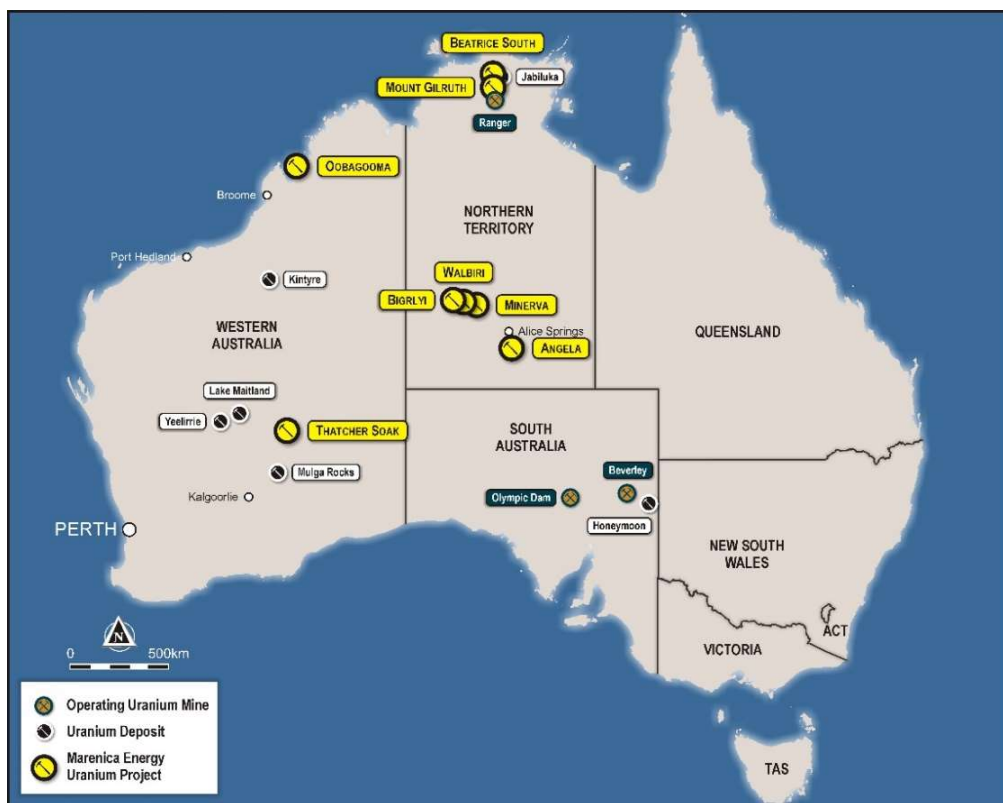 BEATRICE SOUTH
Jabiluka
MOUNT GILRUTH
Ranger
OOBAGOOMA
Broome
NORTHERN
TERRITORY
Port Hedland
Kintyre
WALBIRI
BIGRLYI
MINERVA
WESTERN
AUSTRALIA
Alice Springs
QUEENSLAND
ANGELA
Lake Maitland
Yeelirrie
THATCHER SOAK
SOUTH
AUSTRALIA
Mulga Rocks
Beverley
Kalgoorlie
Olympic Dam
Honeymoon
PERTH
NEW SOUTH
WALES
N
ACT
0 500km
VICTORIA
Operating Uranium Mine
Uranium Deposit
Marenica Energy
Uranium Project
TAS